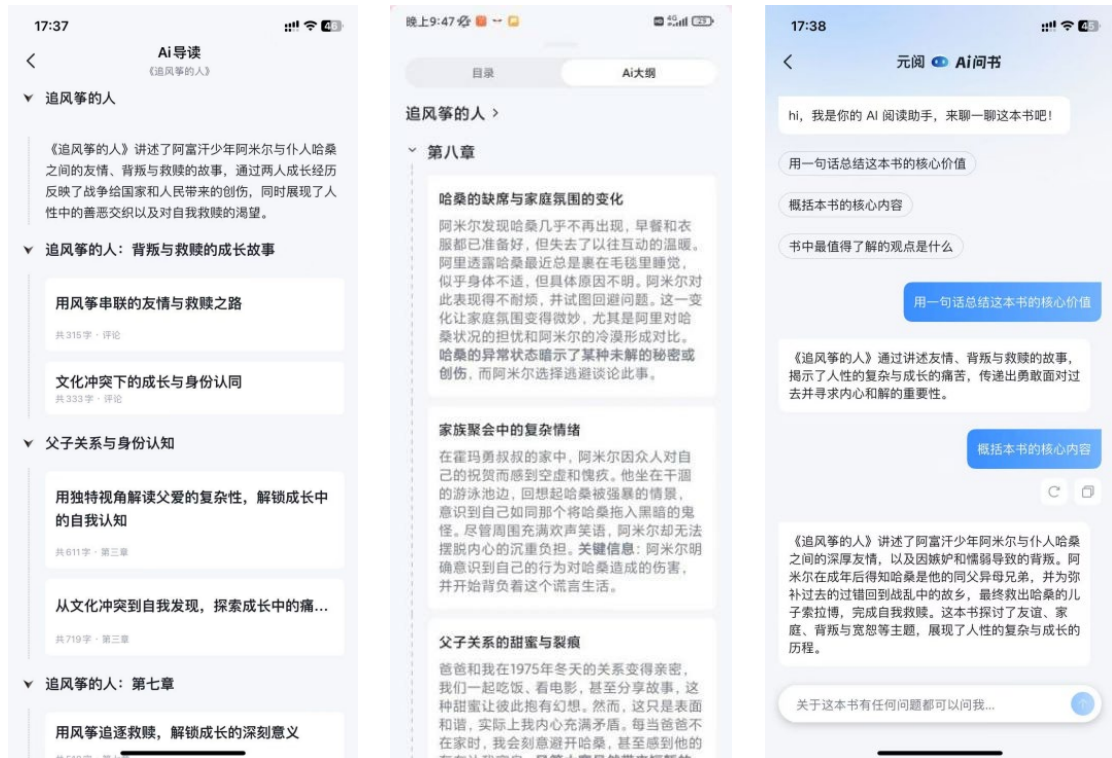 17:37
Ai导读
《追风筝的人》
追风筝的人
《追风筝的人》讲述了阿富汗少年阿米尔与仆人哈桑
之间的友情、背叛与救赎的故事，通过两人成长经历
反映了战争给国家和人民带来的创伤，同时展现了人
性中的善恶交织以及对自我救赎的渴望。
追风筝的人：背叛与救赎的成长故事
用风筝串联的友情与救赎之路
共315字 · 评论
文化冲突下的成长与身份认同
共333字 · 评论
父子关系与身份认知
用独特视角解读父爱的复杂性，解锁成长中
的自我认知
共611字 · 第三章
从文化冲突到自我发现，探索成长中的痛...
共719字 · 第三章
追风筝的人：第七章
用风筝追逐救赎，解锁成长的深刻意义
晚上9:47
4G
29
目录
Ai大纲
追风筝的人 >
第八章
哈桑的缺席与家庭氛围的变化
阿米尔发现哈桑几乎不再出现，早餐和衣
服都已准备好，但失去了以往互动的温暖。
阿里透露哈桑最近总是裹在毛毯里睡觉，
似乎身体不适，但具体原因不明。阿米尔对
此表现得不耐烦，并试图回避问题。这一变
化让家庭氛围变得微妙，尤其是阿里对哈
桑状况的担忧和阿米尔的冷漠形成对比。
哈桑的异常状态暗示了某种未解的秘密或
创伤，而阿米尔选择逃避谈论此事。
家族聚会中的复杂情绪
在霍玛勇叔叔的家中，阿米尔因众人对自
己的祝贺而感到空虚和愧疚。他坐在干涸
的游泳池边，回想起哈桑被强暴的情景，
意识到自己如同那个将哈桑拖入黑暗的鬼
怪。尽管周围充满欢声笑语，阿米尔却无法
摆脱内心的沉重负担。关键信息：阿米尔明
确意识到自己的行为对哈桑造成的伤害，
并开始背负着这个谎言生活。
父子关系的甜蜜与裂痕
爸爸和我在1975年冬天的关系变得亲密，
我们一起吃饭、看电影，甚至分享故事，这
种甜蜜让彼此抱有幻想。然而，这只是表面
和谐，实际上我内心充满矛盾。每当爸爸不
在家时，我会刻意避开哈桑，甚至感到他的
17:38
元阅 Ai问书
hi，我是你的 AI 阅读助手，来聊一聊这本书吧！
用一句话总结这本书的核心价值
概括本书的核心内容
书中最值得了解的观点是什么
用一句话总结这本书的核心价值
《追风筝的人》通过讲述友情、背叛与救赎的故事，
揭示了人性的复杂与成长的痛苦，传递出勇敢面对过
去并寻求内心和解的重要性。
概括本书的核心内容
《追风筝的人》讲述了阿富汗少年阿米尔与仆人哈桑
之间的深厚友情，以及因嫉妒和懦弱导致的背叛。阿
米尔在成年后得知哈桑是他的同父异母兄弟，并为弥
补过去的过错回到战乱中的故乡，最终救出哈桑的儿
子索拉博，完成自我救赎。这本书探讨了友谊、家
庭、背叛与宽恕等主题，展现了人性的复杂与成长的
历程。
关于这本书有任何问题都可以问我...